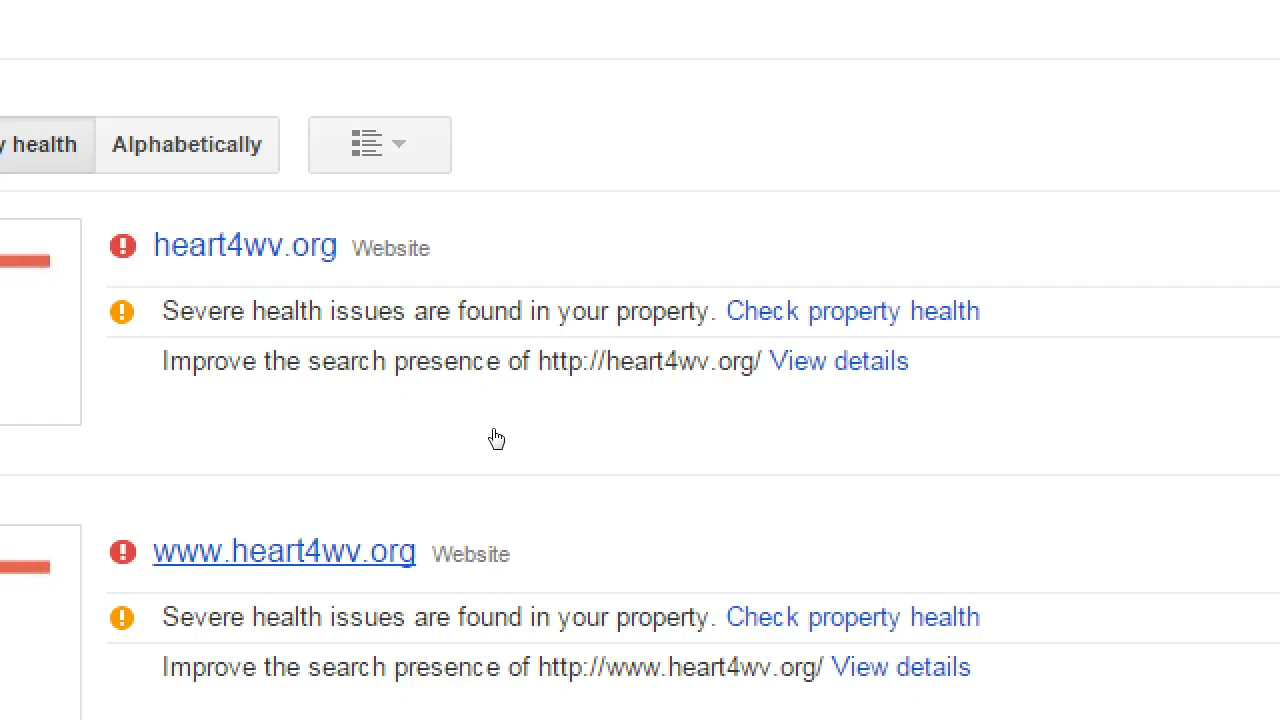 y health Alphabetically
heart4wv.org Website
Severe health issues are found in your property. Check property health
Improve the search presence of http://heart4wv.org/ View details
www.heart4wv.org Website
Severe health issues are found in your property. Check property health
Improve the search presence of http://www.heart4wv.org/ View details